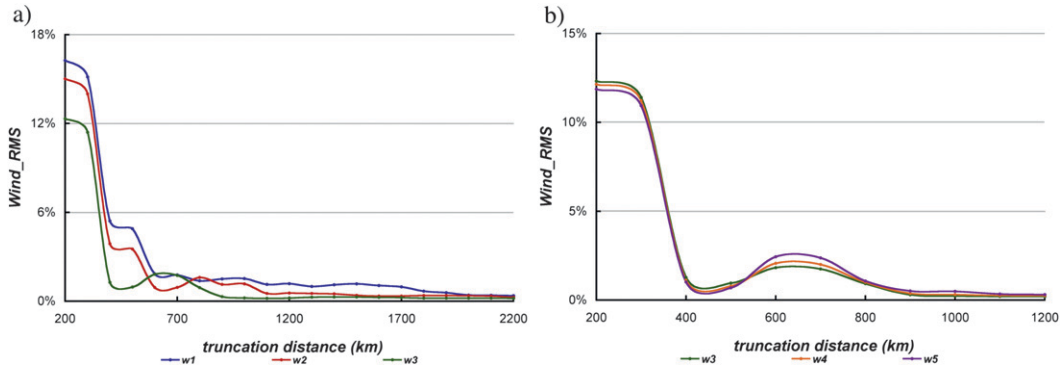 a)
18%
12%
6%
0%
Wind_RMS
200 700 1200 1700 2200
truncation distance (km)
w1 w2 w3
b)
15%
10%
5%
0%
Wind_RMS
200 400 600 800 1000 1200
truncation distance (km)
w3 w4 w5